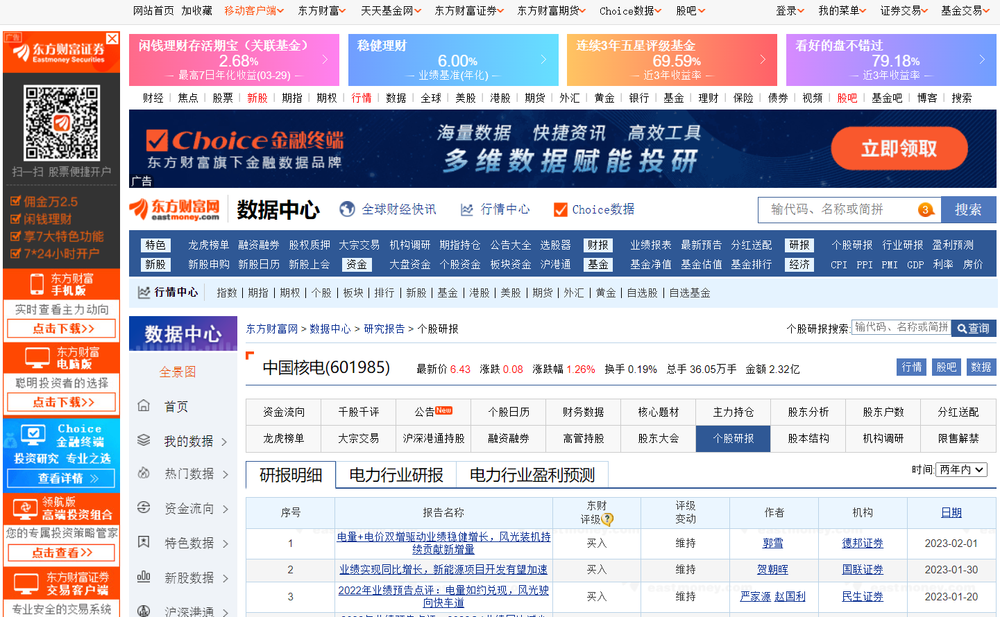 网站首页 加收藏 移动客户端 东方财富 天天基金网 东方财富证券 东方财富期货 Choice数据 股吧 登录 我的菜单 证券交易 基金交易
广告
东方财富证券
Eastmoney Securities
扫一扫 股票便捷开户
佣金万2.5
闲钱理财
享7大特色功能
7*24小时开户
东方财富
手机版
实时查看主力动向
点击下载>>
东方财富
电脑版
聪明投资者的选择
点击下载>>
Choice
金融终端
投资研究 专业之选
查看详情
领航版
高端投资组合
您的专属投资策略管家
点击查看>>
东方财富证券
交易客户端
专业安全的交易系统
闲钱理财存活期宝（关联基金）
2.68%
最高7日年化收益(03-29)
稳健理财
6.00%
业绩基准(年化)
连续3年五星评级基金
69.59%
近3年收益率
看好的盘不错过
79.18%
近3年收益率
财经 焦点 股票 新股 期指 期权 行情 数据 全球 美股 港股 期货 外汇 黄金 银行 基金 理财 保险 债券 视频 股吧 基金吧 博客 搜索
Choice金融终端
东方财富旗下金融数据品牌
海量数据 快捷资讯 高效工具
多维数据赋能投研
立即领取
广告
东方财富网
eastmoney.com
数据中心
全球财经快讯 行情中心 Choice数据
输代码、名称或简拼 3 搜索
特色 龙虎榜单 融资融券 股权质押 大宗交易 机构调研 期指持仓 公告大全 选股器 财报 业绩报表 最新预告 分红送配 研报 个股研报 行业研报 盈利预测
新股 新股申购 新股日历 新股上会 资金 大盘资金 个股资金 板块资金 沪港通 基金 基金净值 基金估值 基金排行 经济 CPI PPI PMI GDP 利率 房价
行情中心 指数 期指 期权 个股 板块 排行 新股 基金 港股 美股 期货 外汇 黄金 自选股 自选基金
数据中心
全景图
首页
我的数据
热门数据
资金流向
特色数据
新股数据
沪深港通
东方财富网 > 数据中心 > 研究报告 > 个股研报
个股研报搜索: 输代码、名称或简拼 查询
中国核电(601985) 最新价 6.43 涨跌 0.08 涨跌幅 1.26% 换手 0.19% 总手 36.05万手 金额 2.32亿 行情 股吧 数据
资金流向 千股千评 公告New 个股日历 财务数据 核心题材 主力持仓 股东分析 股东户数 分红送配
龙虎榜单 大宗交易 沪深港通持股 融资融券 高管持股 股东大会 个股研报 股本结构 机构调研 限售解禁
研报明细 电力行业研报 电力行业盈利预测 时间: 两年内
序号 报告名称 东财评级 评级变动 作者 机构 日期
1 电量+电价双增驱动业绩稳健增长，风光装机持续贡献新增量 买入 维持 郭雪 德邦证券 2023-02-01
2 业绩实现同比增长，新能源项目开发有望加速 买入 维持 贺朝晖 国联证券 2023-01-30
3 2022年业绩预告点评：电量如约兑现，风光驶向快车道 买入 维持 严家源 赵国利 民生证券 2023-01-20